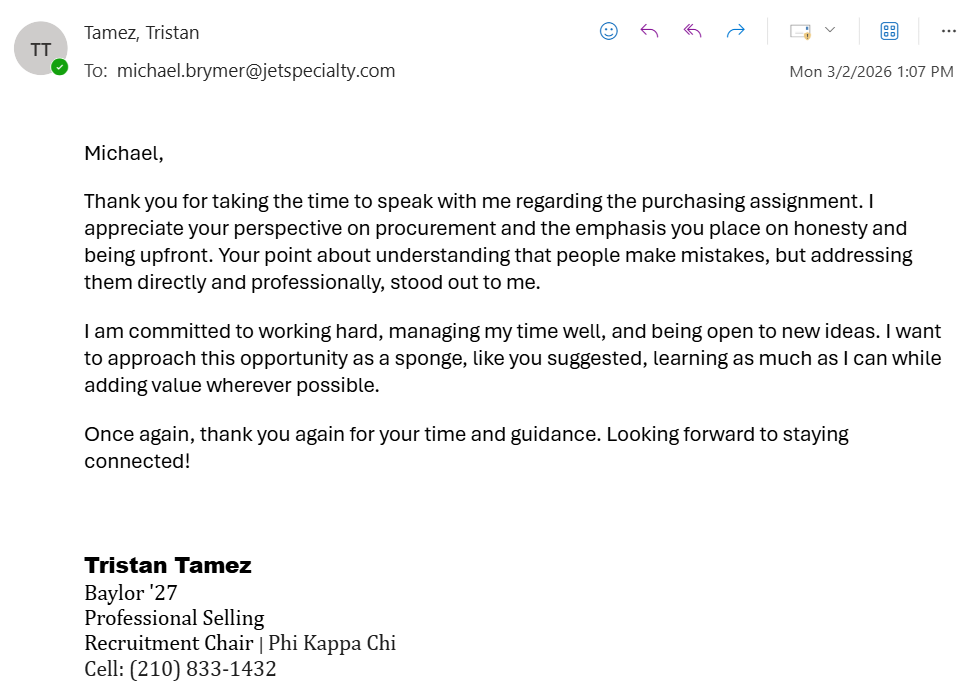 Tamez, Tristan
TT
To: michael.brymer@jetspecialty.com
Mon 3/2/2026 1:07 PM
Michael,
Thank you for taking the time to speak with me regarding the purchasing assignment. I
appreciate your perspective on procurement and the emphasis you place on honesty and
being upfront. Your point about understanding that people make mistakes, but addressing
them directly and professionally, stood out to me.
I am committed to working hard, managing my time well, and being open to new ideas. I want
to approach this opportunity as a sponge, like you suggested, learning as much as I can while
adding value wherever possible.
Once again, thank you again for your time and guidance. Looking forward to staying
connected!
Tristan Tamez
Baylor '27
Professional Selling
Recruitment Chair | Phi Kappa Chi
Cell: (210) 833-1432